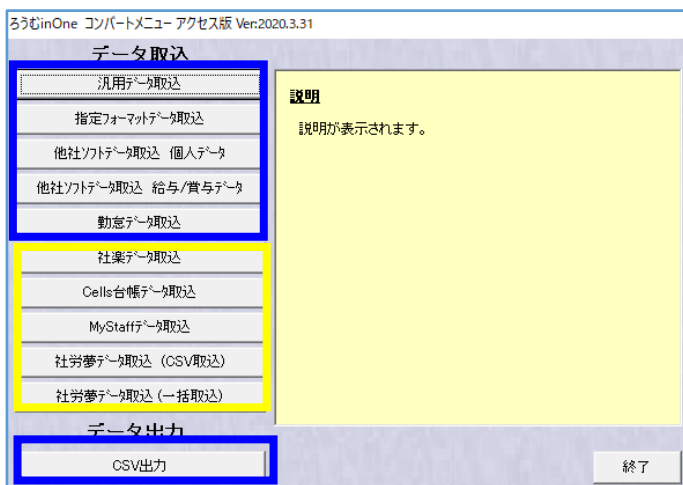 ろうむinOne コンバートメニュー アクセス版 Ver:2020.3.31
データ取込
汎用ﾃﾞｰﾀ取込
指定ﾌｫｰﾏｯﾄﾃﾞｰﾀ取込
他社ｿﾌﾄﾃﾞｰﾀ取込 個人ﾃﾞｰﾀ
他社ｿﾌﾄﾃﾞｰﾀ取込 給与/賞与ﾃﾞｰﾀ
勤怠ﾃﾞｰﾀ取込
社楽ﾃﾞｰﾀ取込
Cells台帳ﾃﾞｰﾀ取込
MyStaffﾃﾞｰﾀ取込
社労夢ﾃﾞｰﾀ取込（CSV取込）
社労夢ﾃﾞｰﾀ取込(一括取込)
データ出力
CSV出力
説明
説明が表示されます。
終了